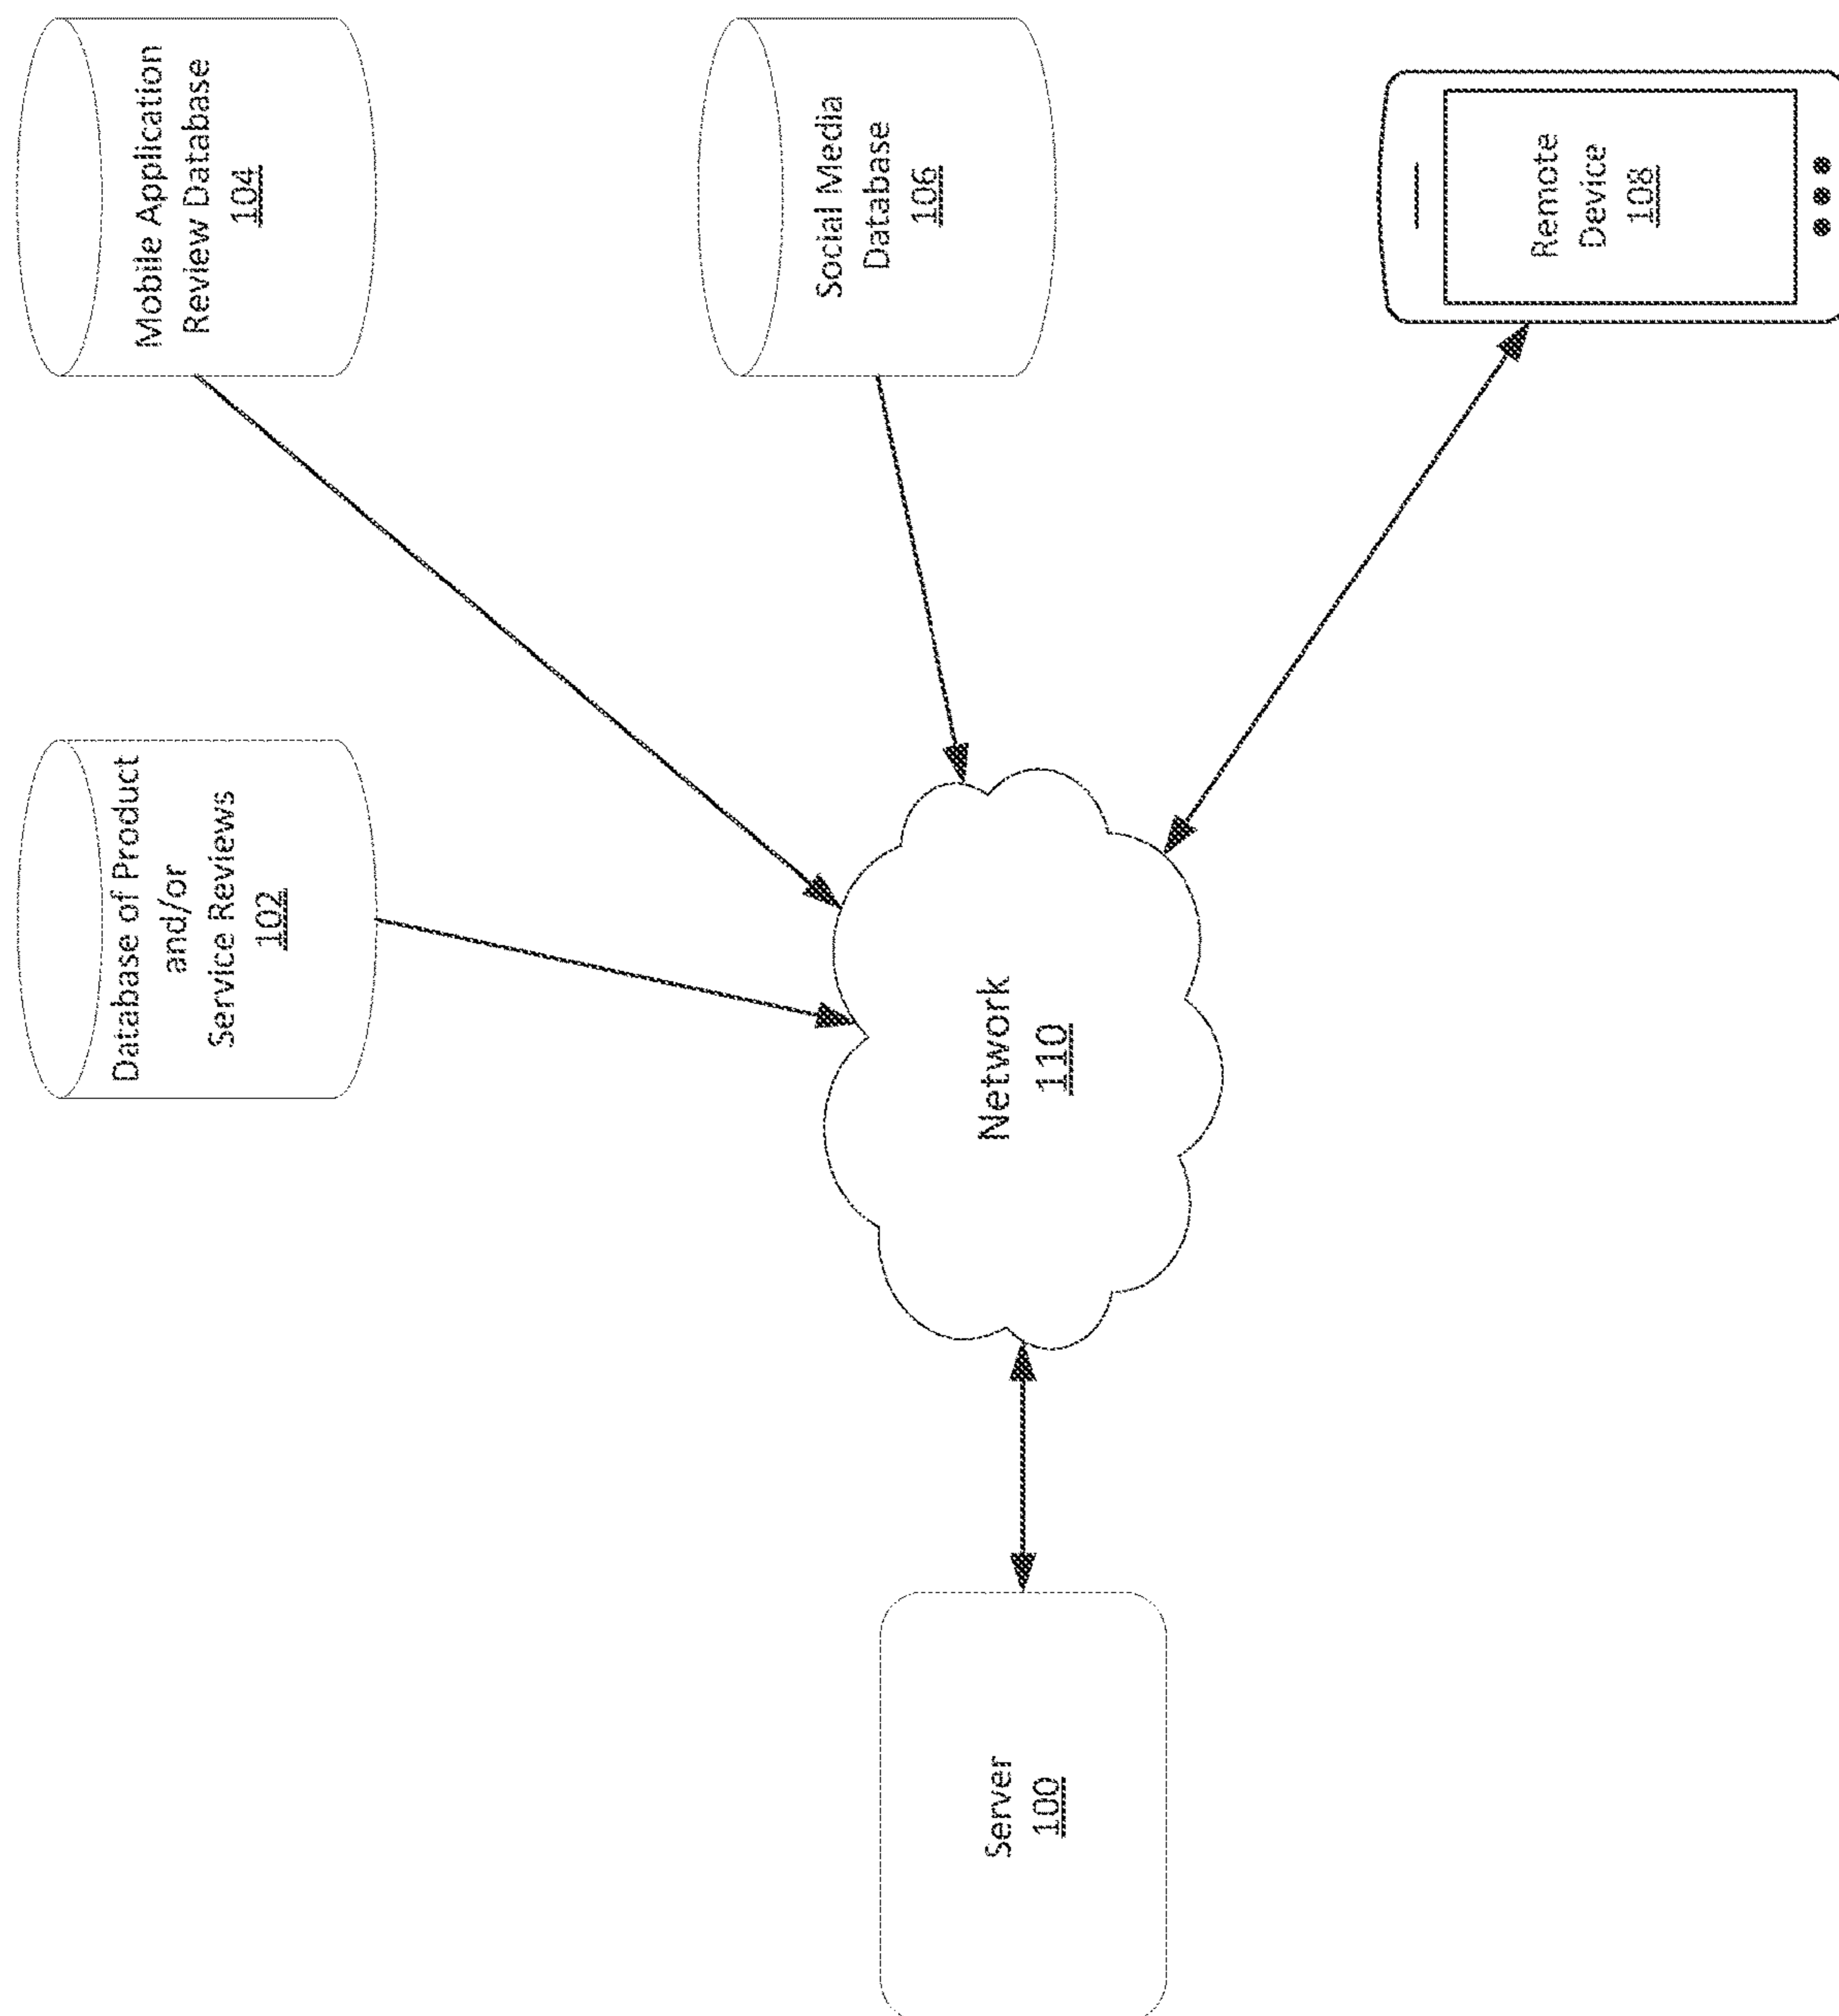 Database of Product
and/or
Service Reviews
102
Mobile Application
Review Database
104
Social Media
Database
106
Remote
Device
108
Network
110
Server
100